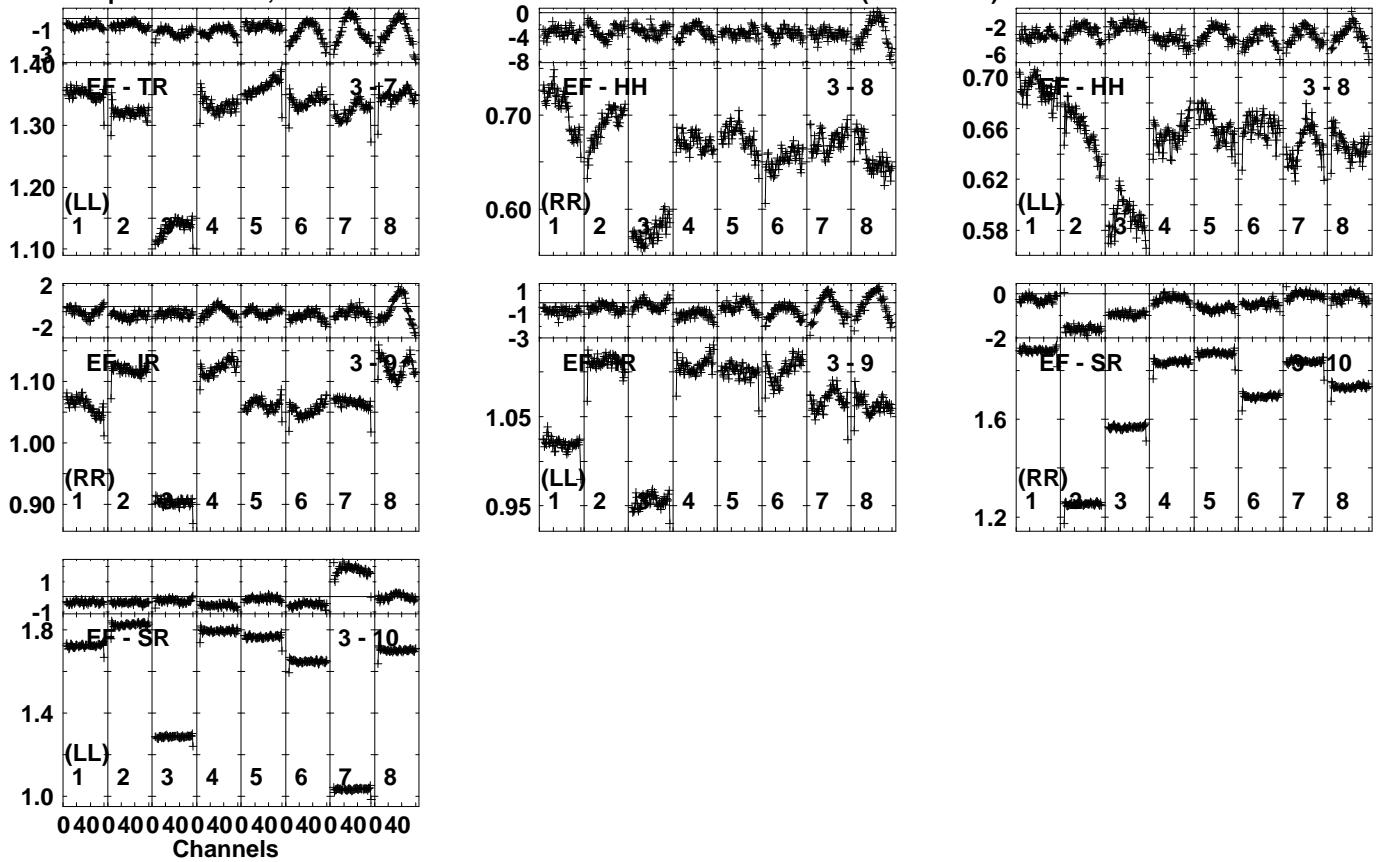 -1
-3
1.40
1.30
1.20
1.10
EF - TR 3 - 7
(LL)
1 2 3 4 5 6 7 8
0
-4
-8
0.70
0.60
EF - HH 3 - 8
(RR)
1 2 3 4 5 6 7 8
-2
-6
0.70
0.66
0.62
0.58
EF - HH 3 - 8
(LL)
1 2 3 4 5 6 7 8
2
-2
1.10
1.00
0.90
EF - IR 3 - 9
(RR)
1 2 3 4 5 6 7 8
1
-1
-3
1.05
0.95
EF - IR 3 - 9
(LL)
1 2 3 4 5 6 7 8
0
-2
1.6
1.2
EF - SR 3 - 10
(RR)
1 2 3 4 5 6 7 8
1
-1
1.8
1.4
1.0
EF - SR 3 - 10
(LL)
1 2 3 4 5 6 7 8
0 40 0 40 0 40 0 40 0 40 0 40 0 40 0 40
Channels